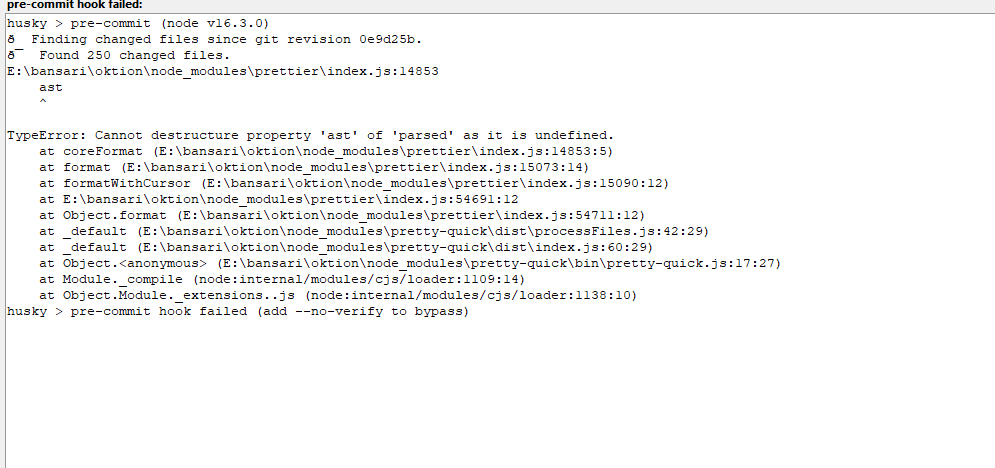 pre-commit hook failed:
husky > pre-commit (node v16.3.0)
ð  Finding changed files since git revision 0e9d25b.
ð¯  Found 250 changed files.
E:\bansari\oktion\node_modules\prettier\index.js:14853
    ast
    ^
TypeError: Cannot destructure property 'ast' of 'parsed' as it is undefined.
    at coreFormat (E:\bansari\oktion\node_modules\prettier\index.js:14853:5)
    at format (E:\bansari\oktion\node_modules\prettier\index.js:15073:14)
    at formatWithCursor (E:\bansari\oktion\node_modules\prettier\index.js:15090:12)
    at E:\bansari\oktion\node_modules\prettier\index.js:54691:12
    at Object.format (E:\bansari\oktion\node_modules\prettier\index.js:54711:12)
    at _default (E:\bansari\oktion\node_modules\pretty-quick\dist\processFiles.js:42:29)
    at _default (E:\bansari\oktion\node_modules\pretty-quick\dist\index.js:60:29)
    at Object.<anonymous> (E:\bansari\oktion\node_modules\pretty-quick\bin\pretty-quick.js:17:27)
    at Module._compile (node:internal/modules/cjs/loader:1109:14)
    at Object.Module._extensions..js (node:internal/modules/cjs/loader:1138:10)
husky > pre-commit hook failed (add --no-verify to bypass)